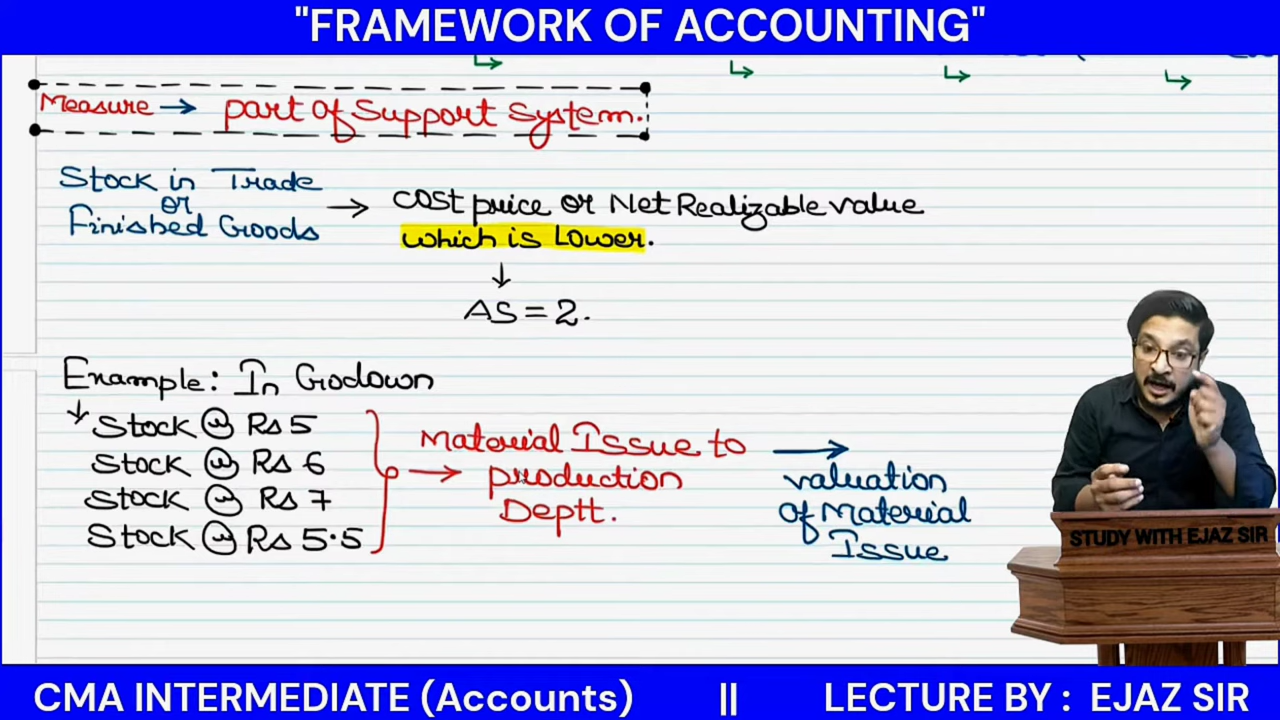 "FRAMEWORK OF ACCOUNTING"
Measure → part of Support System.
Stock in Trade
or
Finished Goods → cost price or Net Realizable value
which is Lower.
↓
AS = 2.
Example: In Godown
↓ Stock @ Rs 5
Stock @ Rs 6
Stock @ Rs 7
Stock @ Rs 5.5
→ Material Issue to
production
Deptt.
→ valuation
of Material
Issue
STUDY WITH EJAZ SIR
CMA INTERMEDIATE (Accounts) || LECTURE BY : EJAZ SIR